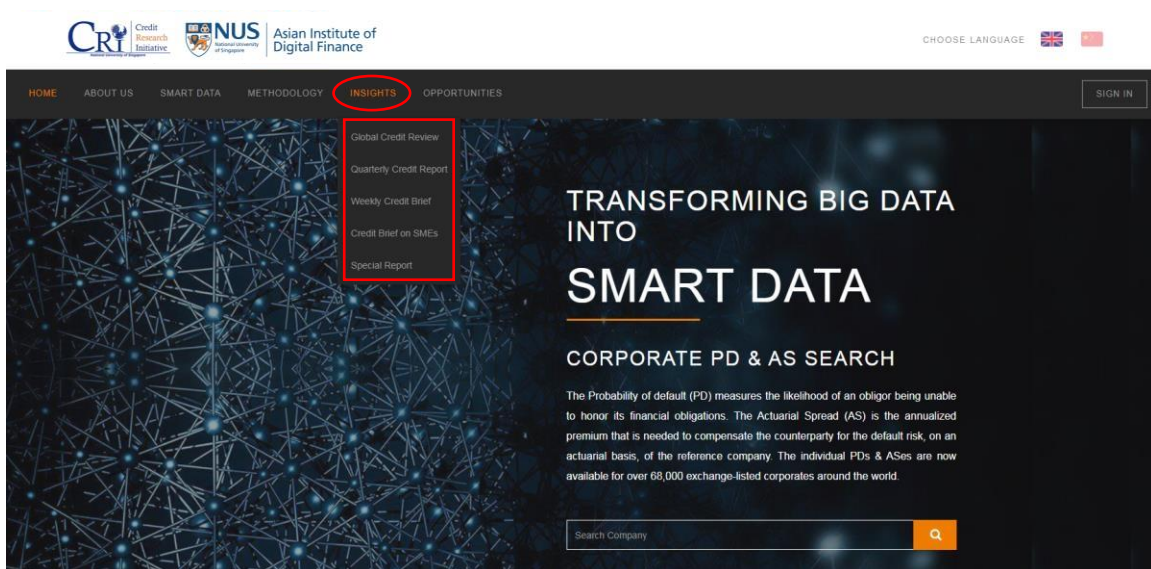 CRI
Credit
Research
Initiative
National University of Singapore
NUS
National University
of Singapore
Asian Institute of
Digital Finance
CHOOSE LANGUAGE
HOME ABOUT US SMART DATA METHODOLOGY INSIGHTS OPPORTUNITIES SIGN IN
Global Credit Review
Quarterly Credit Report
Weekly Credit Brief
Credit Brief on SMEs
Special Report
TRANSFORMING BIG DATA
INTO
SMART DATA
CORPORATE PD & AS SEARCH
The Probability of default (PD) measures the likelihood of an obligor being unable
to honor its financial obligations. The Actuarial Spread (AS) is the annualized
premium that is needed to compensate the counterparty for the default risk, on an
actuarial basis, of the reference company. The individual PDs & ASes are now
available for over 68,000 exchange-listed corporates around the world.
Search Company